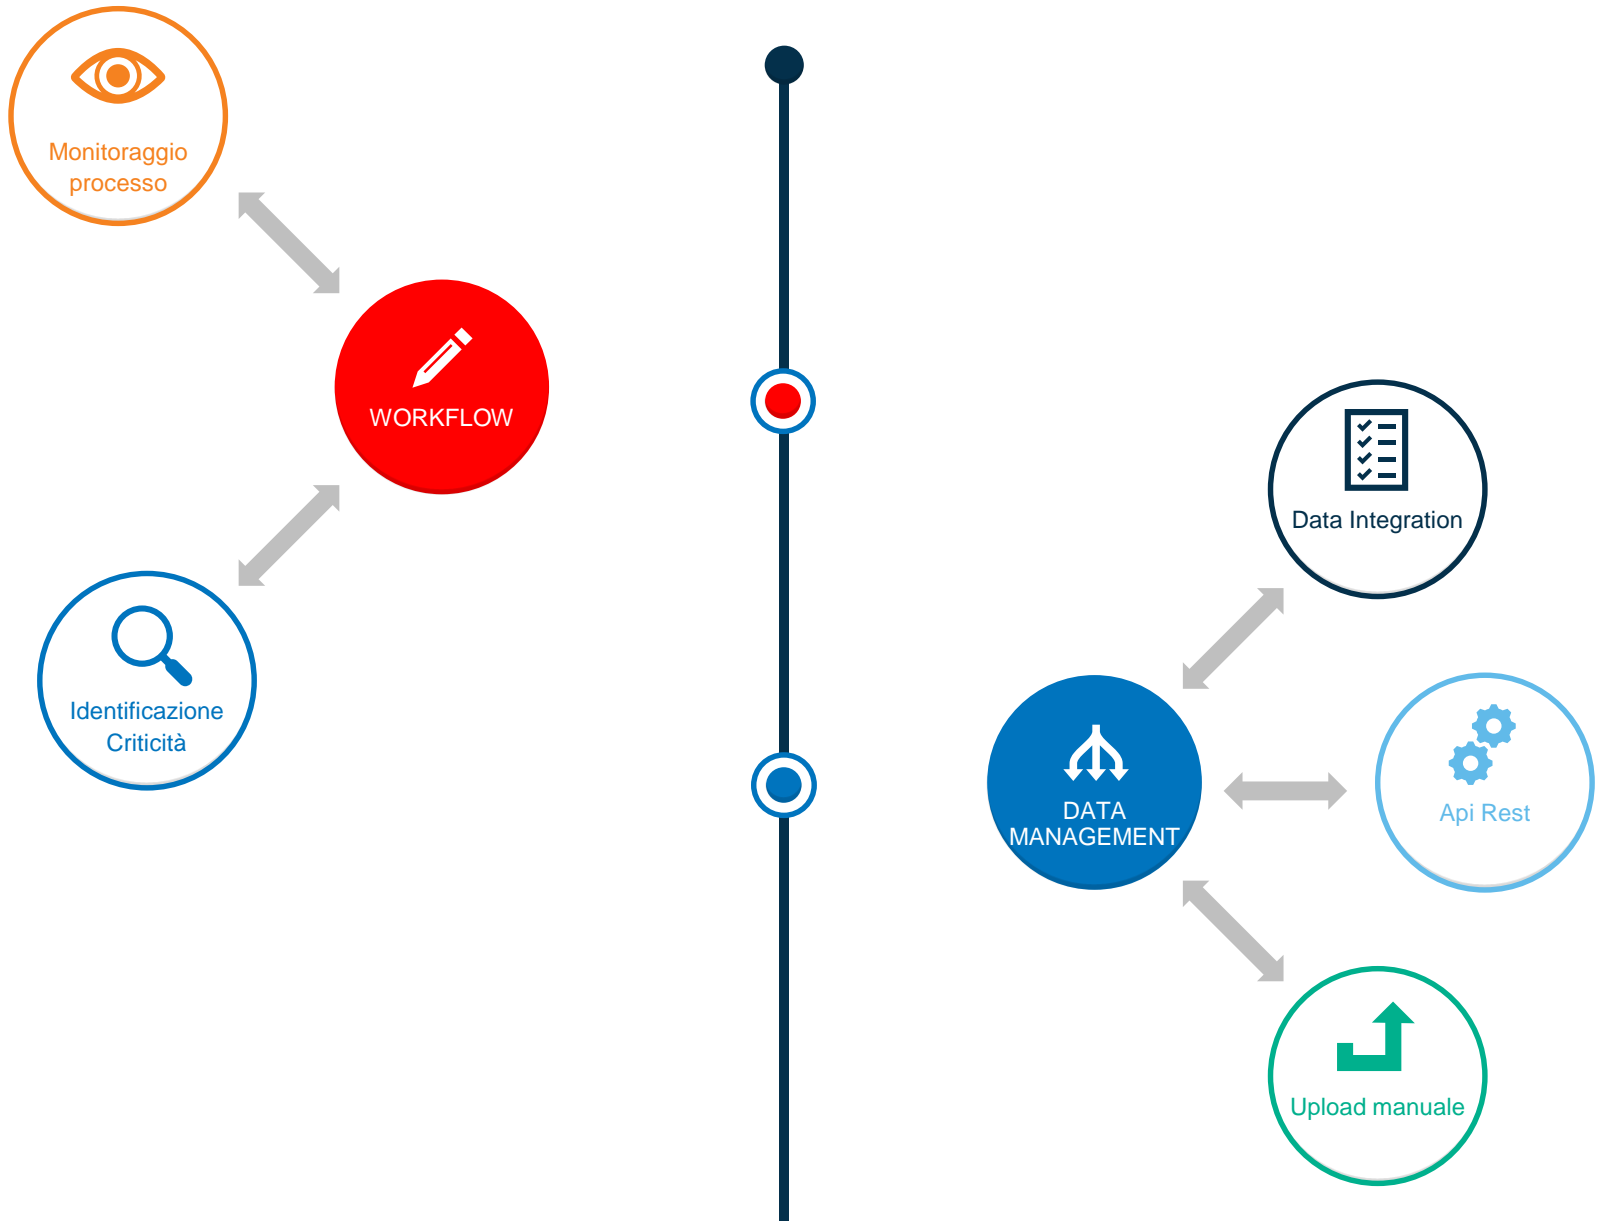 Monitoraggio
processo
WORKFLOW
Identificazione
Criticità
Data Integration
DATA
MANAGEMENT
Api Rest
Upload manuale